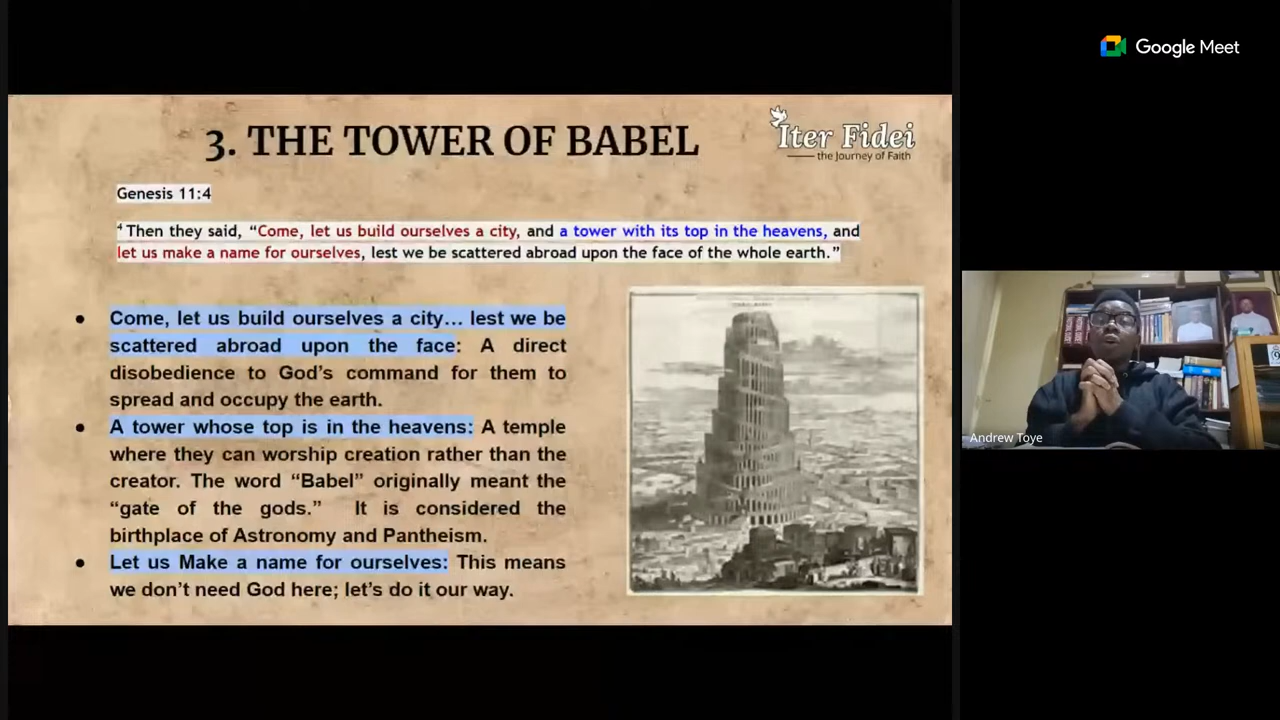 Google Meet
3. THE TOWER OF BABEL
Iter Fidei
the Journey of Faith
Genesis 11:4
4 Then they said, “Come, let us build ourselves a city, and a tower with its top in the heavens, and
let us make a name for ourselves, lest we be scattered abroad upon the face of the whole earth.”
● Come, let us build ourselves a city… lest we be
scattered abroad upon the face: A direct
disobedience to God’s command for them to
spread and occupy the earth.
● A tower whose top is in the heavens: A temple
where they can worship creation rather than the
creator. The word “Babel” originally meant the
“gate of the gods.” It is considered the
birthplace of Astronomy and Pantheism.
● Let us Make a name for ourselves: This means
we don’t need God here; let’s do it our way.
Andrew Toye